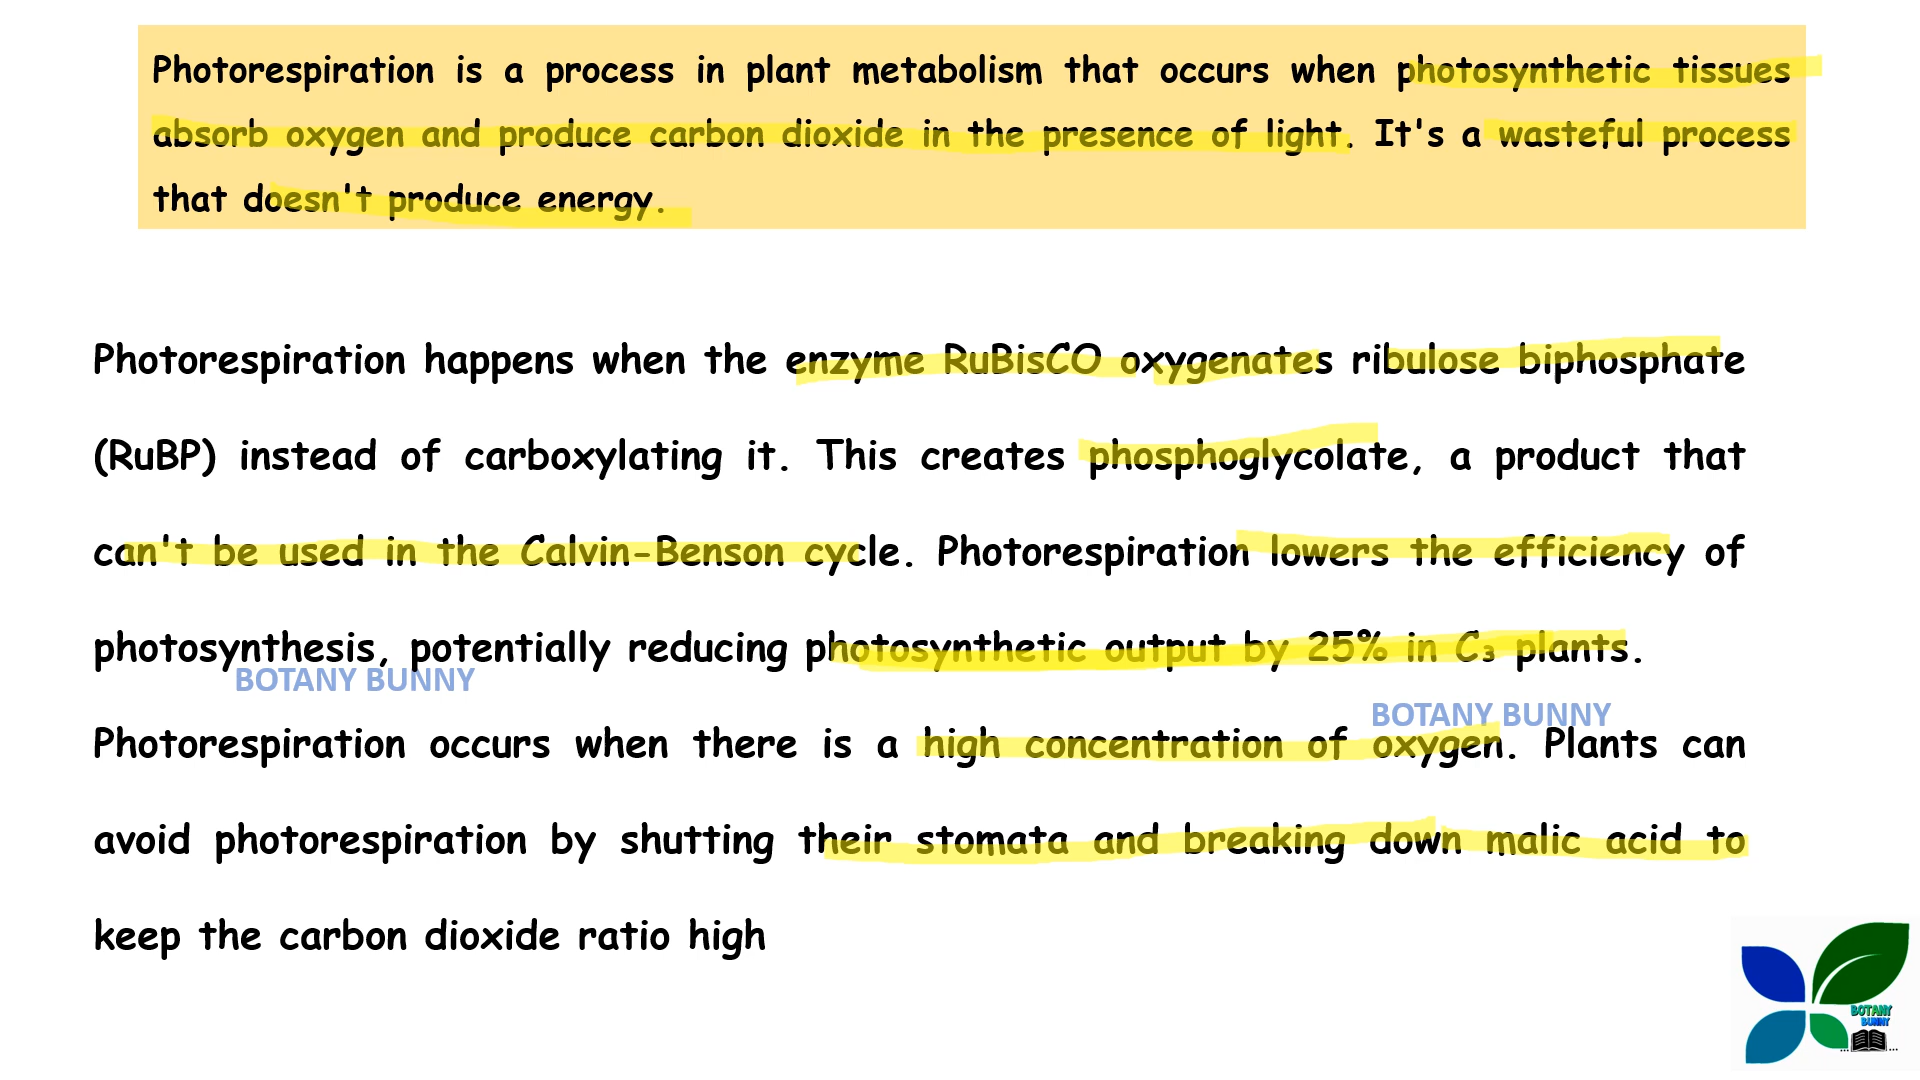 Photorespiration is a process in plant metabolism that occurs when photosynthetic tissues
absorb oxygen and produce carbon dioxide in the presence of light. It's a wasteful process
that doesn't produce energy.
Photorespiration happens when the enzyme RuBisCO oxygenates ribulose biphosphate
(RuBP) instead of carboxylating it. This creates phosphoglycolate, a product that
can't be used in the Calvin-Benson cycle. Photorespiration lowers the efficiency of
photosynthesis, potentially reducing photosynthetic output by 25% in C₃ plants.
BOTANY BUNNY
BOTANY BUNNY
Photorespiration occurs when there is a high concentration of oxygen. Plants can
avoid photorespiration by shutting their stomata and breaking down malic acid to
keep the carbon dioxide ratio high
BOTANY
BUNNY